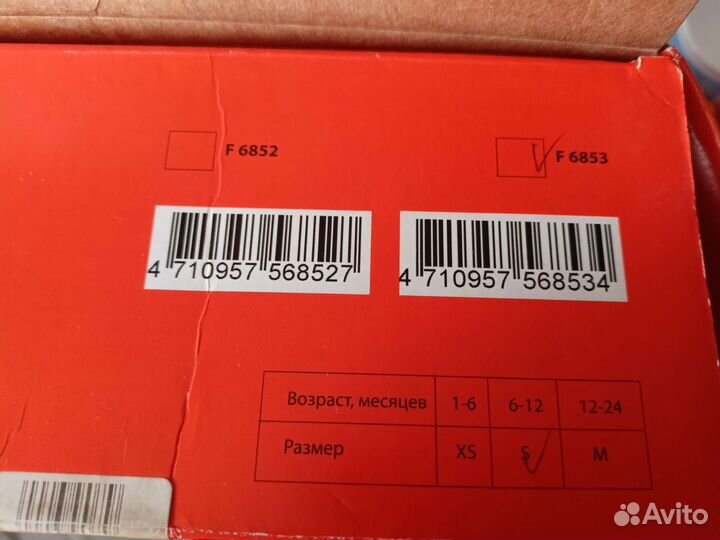 F 6852
F 6853
4 710957 568527
4 710957 568534
Возраст, месяцев 1-6 6-12 12-24
Размер XS S M
Avito